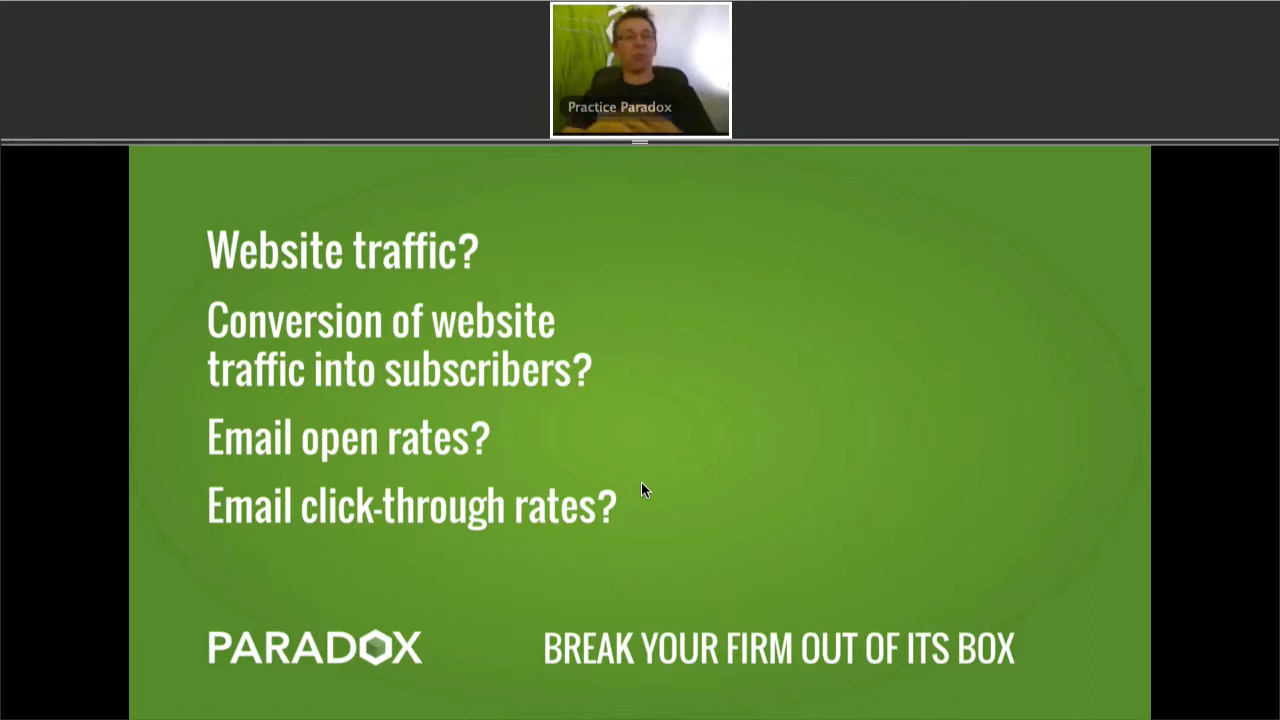 Practice Paradox
Website traffic?
Conversion of website
traffic into subscribers?
Email open rates?
Email click-through rates?
PARADOX
BREAK YOUR FIRM OUT OF ITS BOX